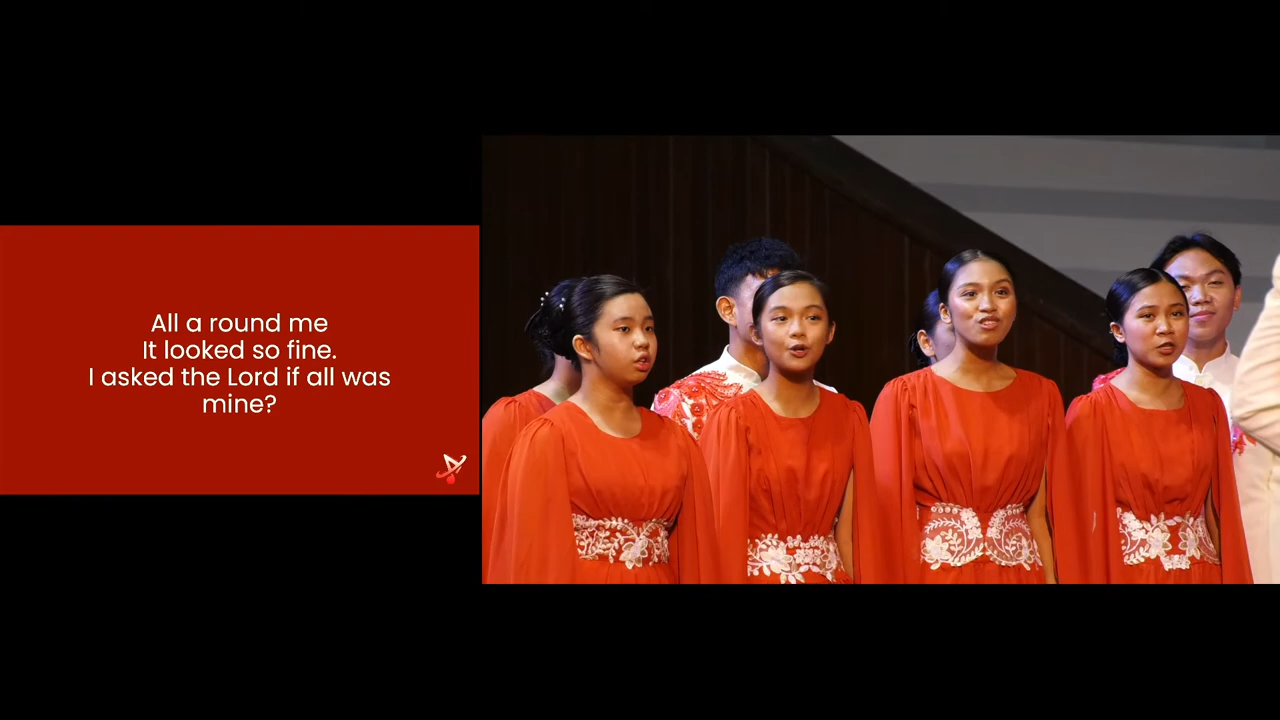 All a round me
It looked so fine.
I asked the Lord if all was
mine?